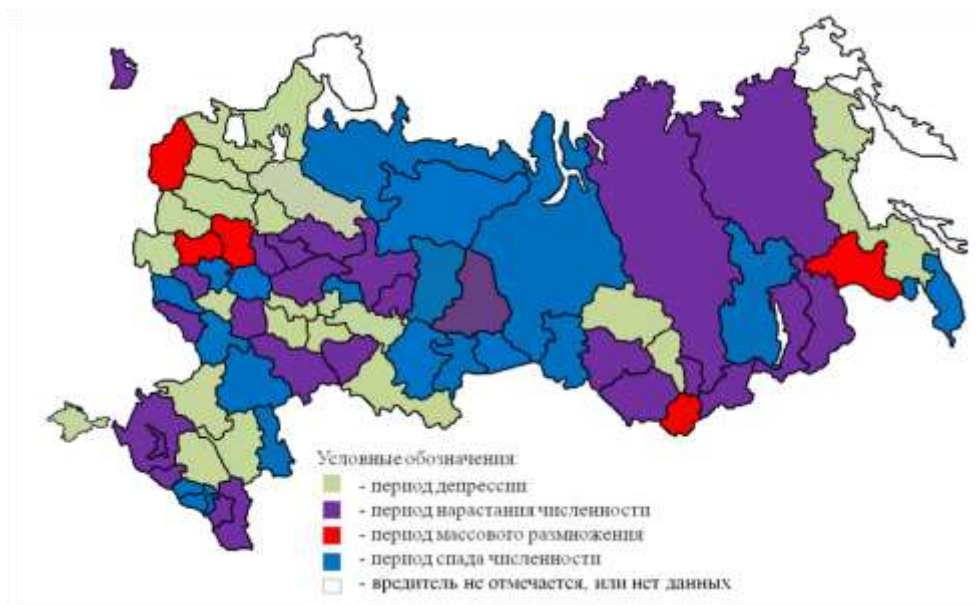 Условные обозначения:
- период депрессии
- период нарастания численности
- период массового размножения
- период спада численности
- вредитель не отмечается, или нет данных